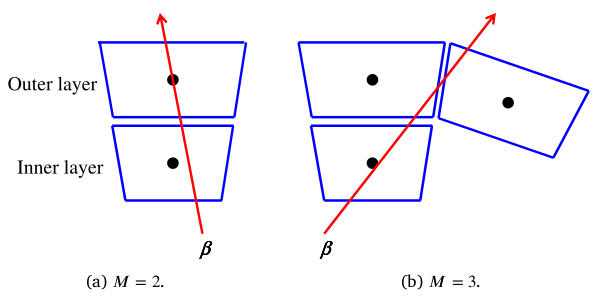 Outer layer
Inner layer
β
β
(a) M = 2.
(b) M = 3.